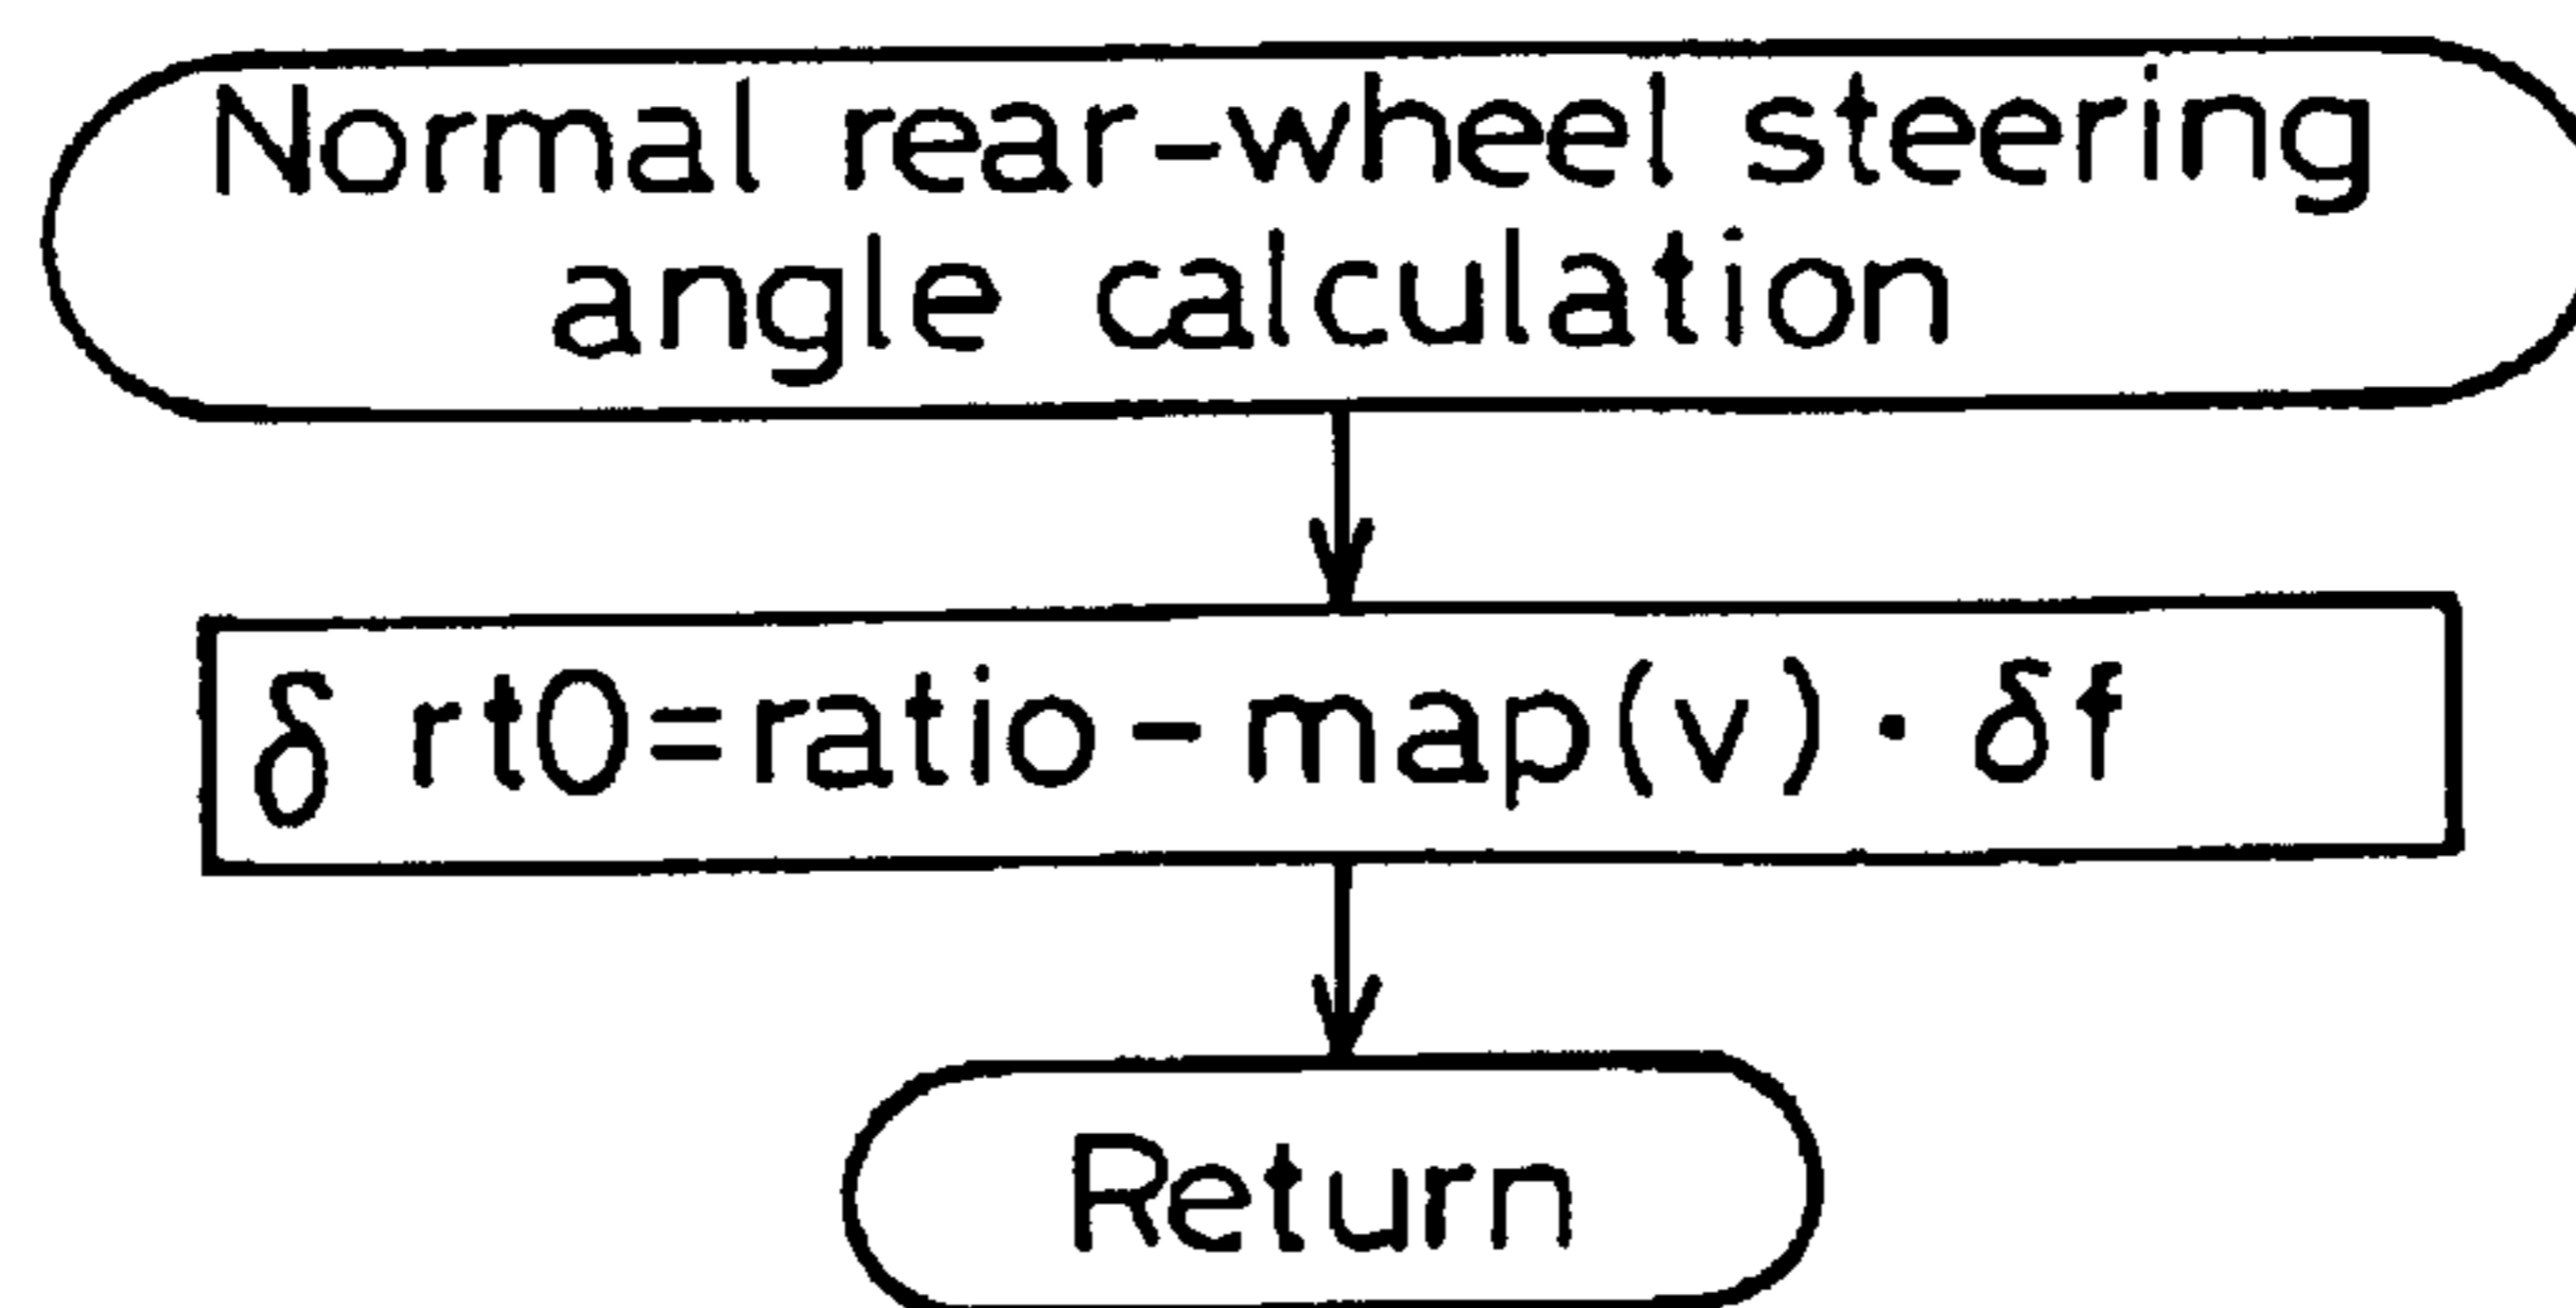 Normal rear-wheel steering
angle calculation
δ rt0=ratio-map(v)・δf
Return